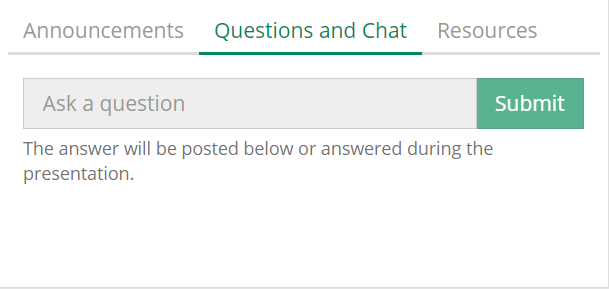 Announcements Questions and Chat Resources
Ask a question Submit
The answer will be posted below or answered during the
presentation.